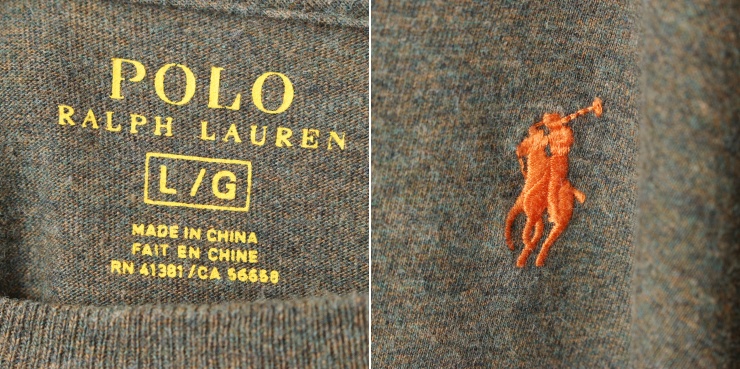 POLO
RALPH LAUREN
L/G
MADE IN CHINA
FAIT EN CHINE
RN 41381/CA 56658